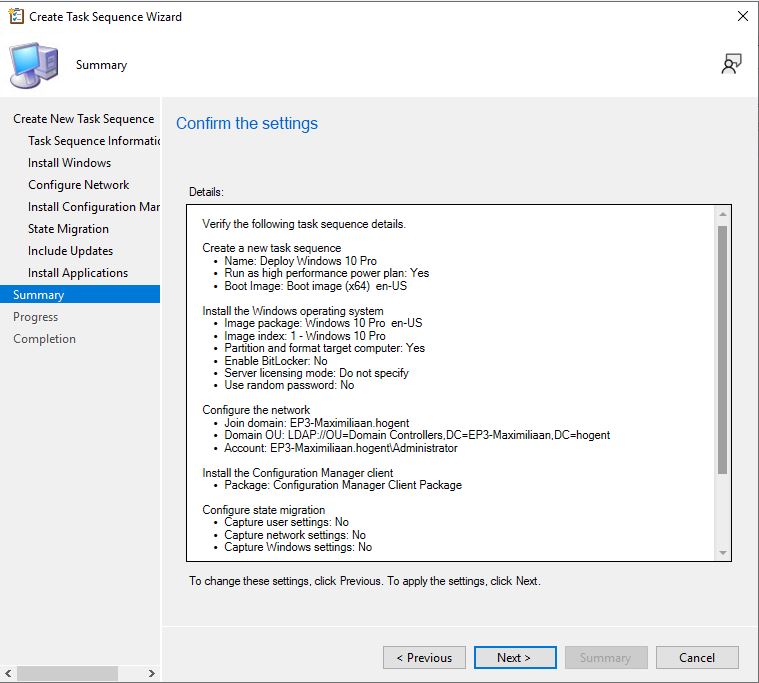 Create Task Sequence Wizard
Summary
Create New Task Sequence
Task Sequence Informatic
Install Windows
Configure Network
Install Configuration Mar
State Migration
Include Updates
Install Applications
Summary
Progress
Completion
Confirm the settings
Details:
Verify the following task sequence details.
Create a new task sequence
• Name: Deploy Windows 10 Pro
• Run as high performance power plan: Yes
• Boot Image: Boot image (x64) en-US
Install the Windows operating system
• Image package: Windows 10 Pro en-US
• Image index: 1 - Windows 10 Pro
• Partition and format target computer: Yes
• Enable BitLocker: No
• Server licensing mode: Do not specify
• Use random password: No
Configure the network
• Join domain: EP3-Maximiliaan.hogent
• Domain OU: LDAP://OU=Domain Controllers,DC=EP3-Maximiliaan,DC=hogent
• Account: EP3-Maximiliaan.hogent\Administrator
Install the Configuration Manager client
• Package: Configuration Manager Client Package
Configure state migration
• Capture user settings: No
• Capture network settings: No
• Capture Windows settings: No
To change these settings, click Previous. To apply the settings, click Next.
< Previous
Next >
Summary
Cancel